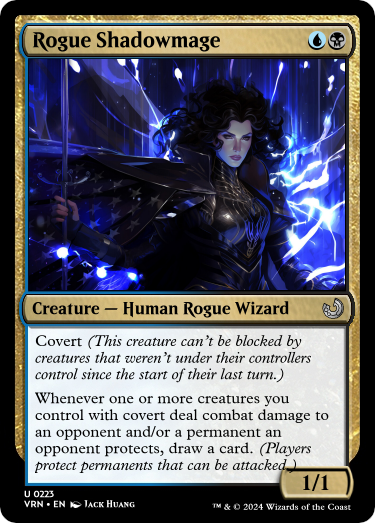 Rogue Shadowmage
Creature — Human Rogue Wizard
Covert (This creature can't be blocked by
creatures that weren't under their controllers
control since the start of their last turn.)
Whenever one or more creatures you
control with covert deal combat damage to
an opponent and/or a permanent an
opponent protects, draw a card. (Players
protect permanents that can be attacked.)
1/1
U 0223
VRN • EN Jack Huang
™ & © 2024 Wizards of the Coast